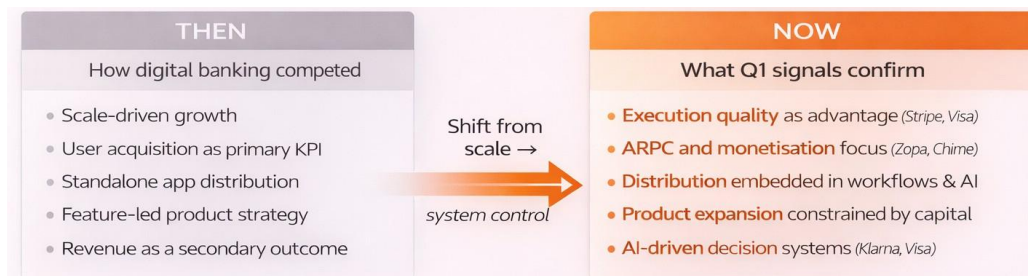 THEN
How digital banking competed
• Scale-driven growth
• User acquisition as primary KPI
• Standalone app distribution
• Feature-led product strategy
• Revenue as a secondary outcome
Shift from
scale →
system control
NOW
What Q1 signals confirm
• Execution quality as advantage (Stripe, Visa)
• ARPC and monetisation focus (Zopa, Chime)
• Distribution embedded in workflows & AI
• Product expansion constrained by capital
• AI-driven decision systems (Klarna, Visa)